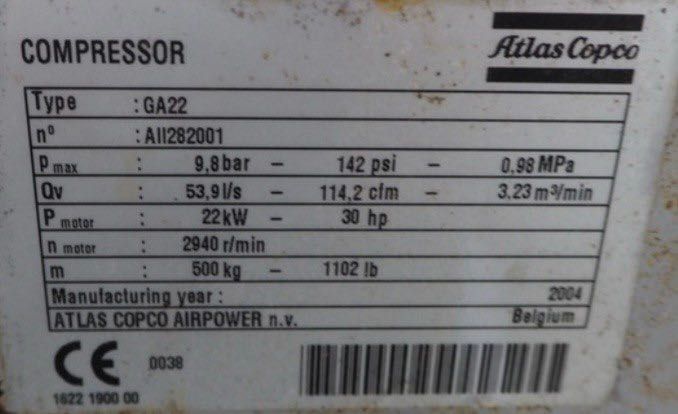 COMPRESSOR
Atlas Copco
Type : GA22
nº : AII282001
P max : 9,8 bar – 142 psi – 0,98 MPa
Qv : 53,9 l/s – 114,2 cfm – 3,23 m³/min
P motor : 22 kW – 30 hp
n motor : 2940 r/min
m : 500 kg – 1102 lb
Manufacturing year : 2004
ATLAS COPCO AIRPOWER n.v. Belgium
CE 0038
1622 1900 00